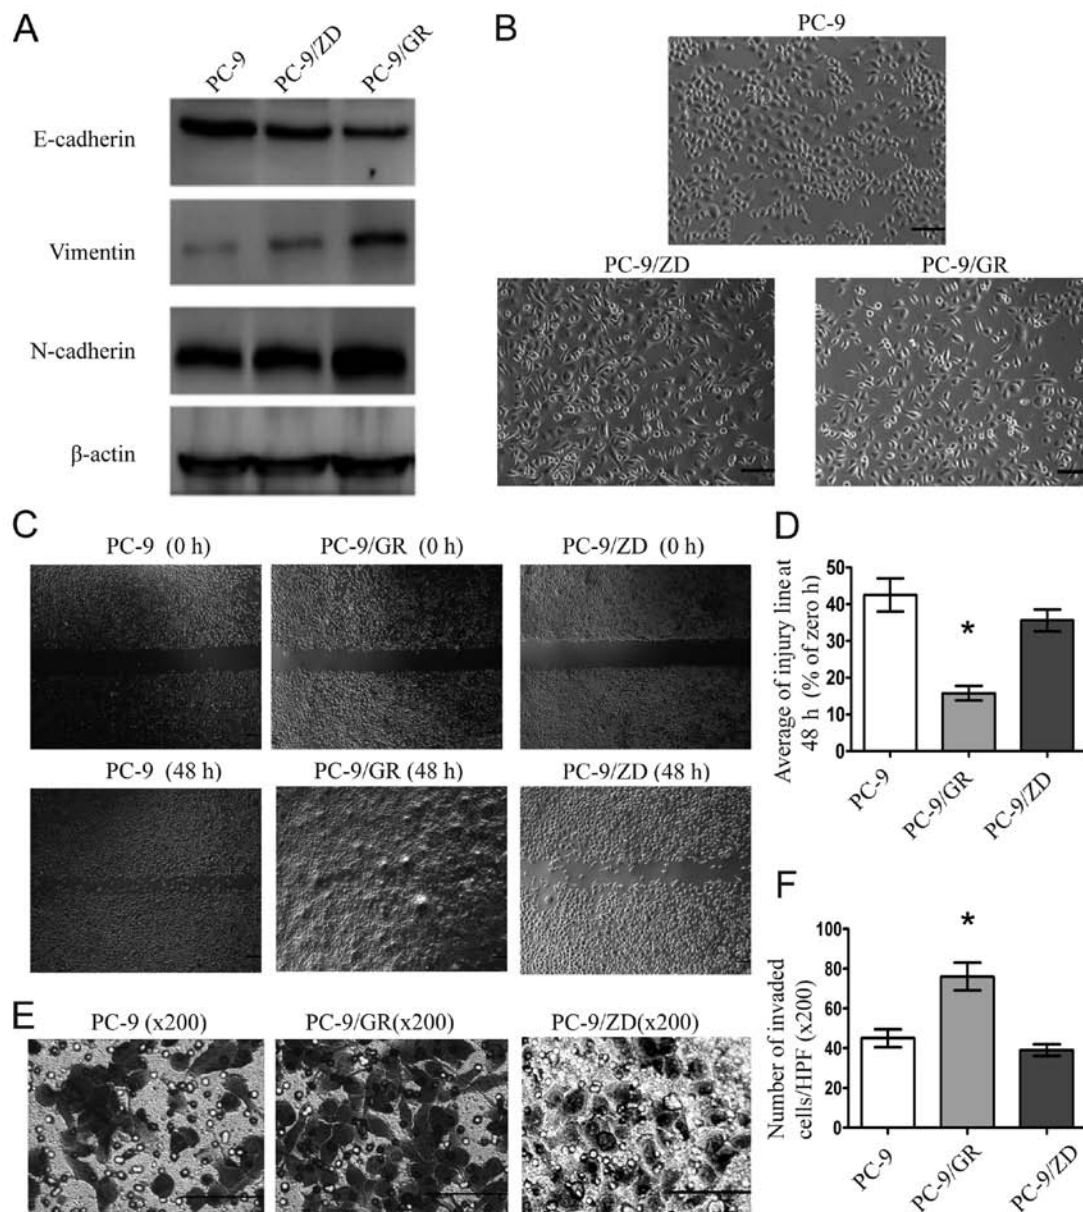 A
PC-9
PC-9/ZD
PC-9/GR
E-cadherin
Vimentin
N-cadherin
β-actin
B
PC-9
PC-9/ZD
PC-9/GR
C
PC-9 (0 h)
PC-9/GR (0 h)
PC-9/ZD (0 h)
PC-9 (48 h)
PC-9/GR (48 h)
PC-9/ZD (48 h)
D
Average of injury line at
48 h (% of zero h)
50
40
30
20
10
0
*
PC-9
PC-9/GR
PC-9/ZD
E
PC-9 (x200)
PC-9/GR(x200)
PC-9/ZD(x200)
F
Number of invaded
cells/HPF (x200)
100
80
60
40
20
0
*
PC-9
PC-9/GR
PC-9/ZD